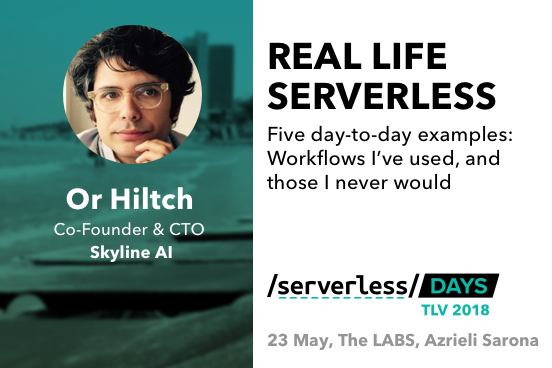 Or Hiltch
Co-Founder & CTO
Skyline AI
REAL LIFE
SERVERLESS
Five day-to-day examples:
Workflows I’ve used, and
those I never would
/serverless/DAYS
TLV 2018
23 May, The LABS, Azrieli Sarona